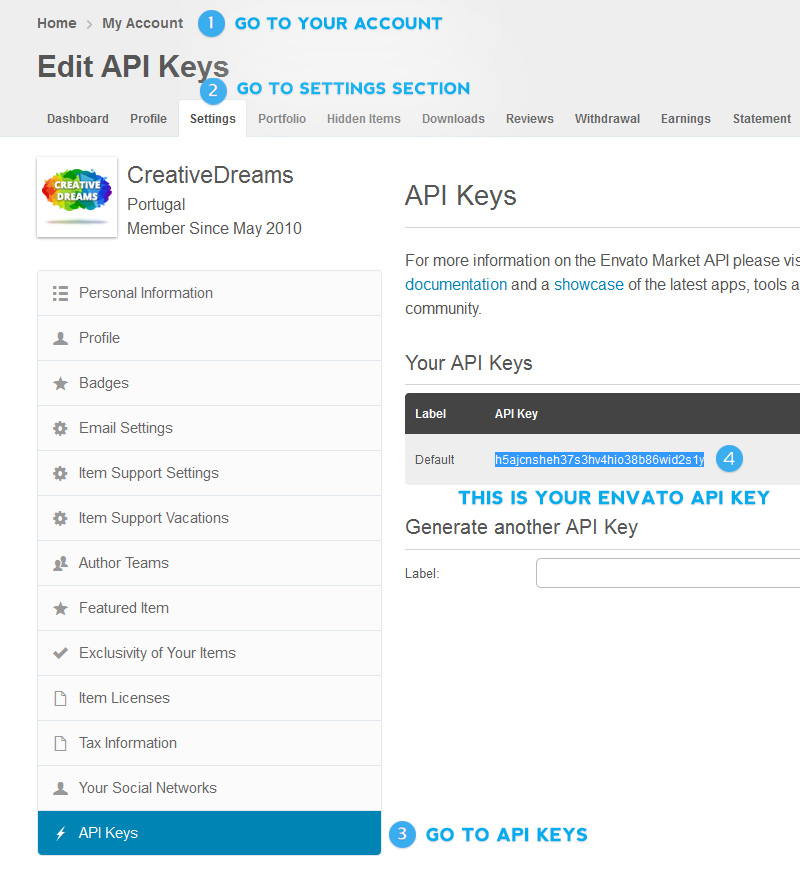 Home > My Account 1 GO TO YOUR ACCOUNT
Edit API Keys
2 GO TO SETTINGS SECTION
Dashboard Profile Settings Portfolio Hidden Items Downloads Reviews Withdrawal Earnings Statement
CREATIVE
DREAMS
CreativeDreams
Portugal
Member Since May 2010
Personal Information
Profile
Badges
Email Settings
Item Support Settings
Item Support Vacations
Author Teams
Featured Item
Exclusivity of Your Items
Item Licenses
Tax Information
Your Social Networks
API Keys
3 GO TO API KEYS
API Keys
For more information on the Envato Market API please vis
documentation and a showcase of the latest apps, tools a
community.
Your API Keys
Label API Key
Default h5ajcnsheh37s3hv4hio38b86wid2s1y 4
THIS IS YOUR ENVATO API KEY
Generate another API Key
Label: